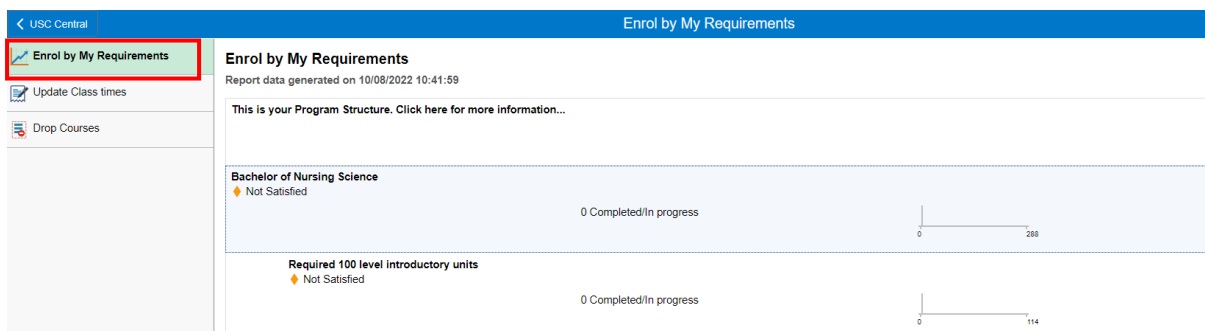 USC Central
Enrol by My Requirements
Enrol by My Requirements
Update Class times
Drop Courses
Enrol by My Requirements
Report data generated on 10/08/2022 10:41:59
This is your Program Structure. Click here for more information...
Bachelor of Nursing Science
Not Satisfied
0 Completed/In progress
0 288
Required 100 level introductory units
Not Satisfied
0 Completed/In progress
0 114